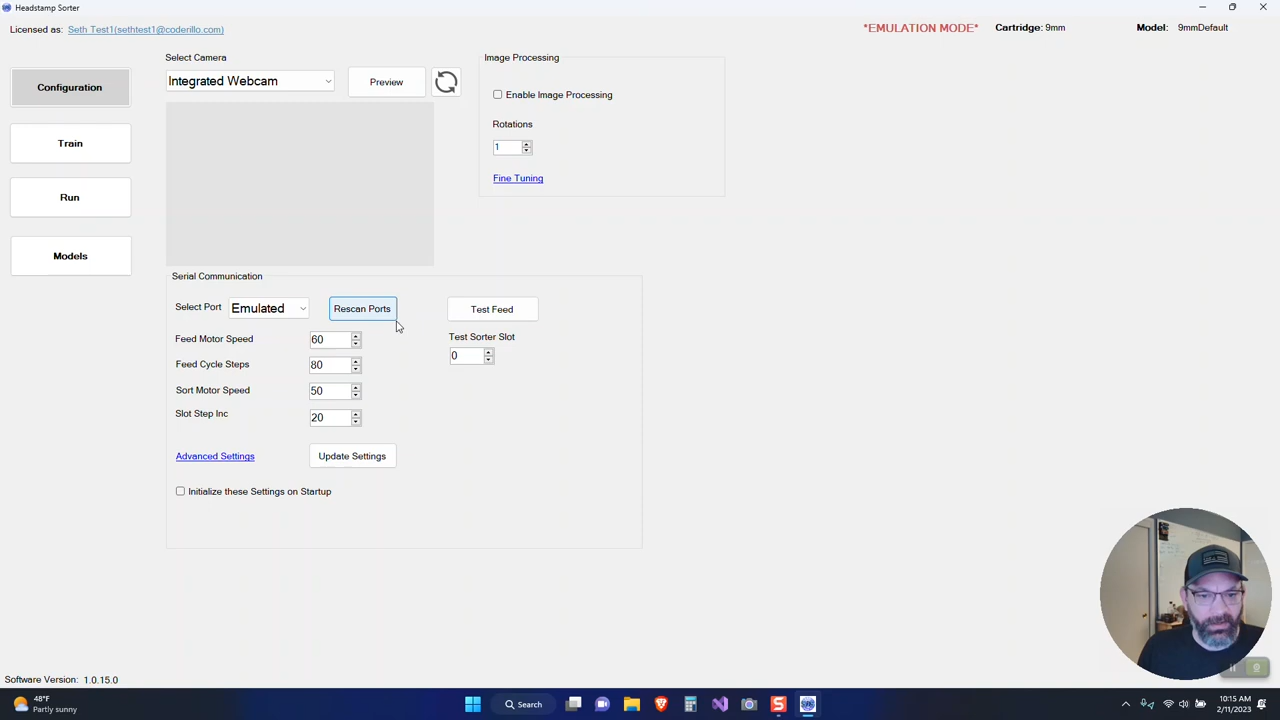 Headstamp Sorter
Licensed as: Seth Test1(sethtest1@coderillo.com)
*EMULATION MODE* Cartridge: 9mm Model: 9mmDefault
Configuration
Train
Run
Models
Select Camera
Integrated Webcam
Preview
Image Processing
Enable Image Processing
Rotations
1
Fine Tuning
Serial Communication
Select Port Emulated Rescan Ports
Feed Motor Speed 60
Feed Cycle Steps 80
Sort Motor Speed 50
Slot Step Inc 20
Advanced Settings Update Settings
Initialize these Settings on Startup
Test Feed
Test Sorter Slot
0
Software Version: 1.0.15.0
48°F
Partly sunny
Search
10:15 AM
2/11/2023